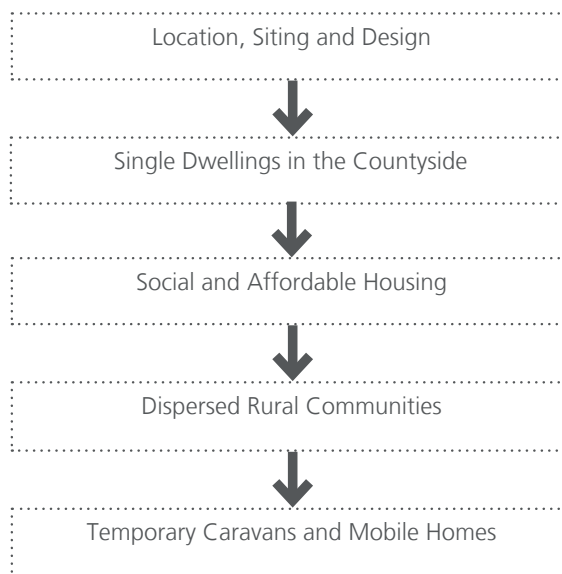 Location, Siting and Design
Single Dwellings in the Countyside
Social and Affordable Housing
Dispersed Rural Communities
Temporary Caravans and Mobile Homes